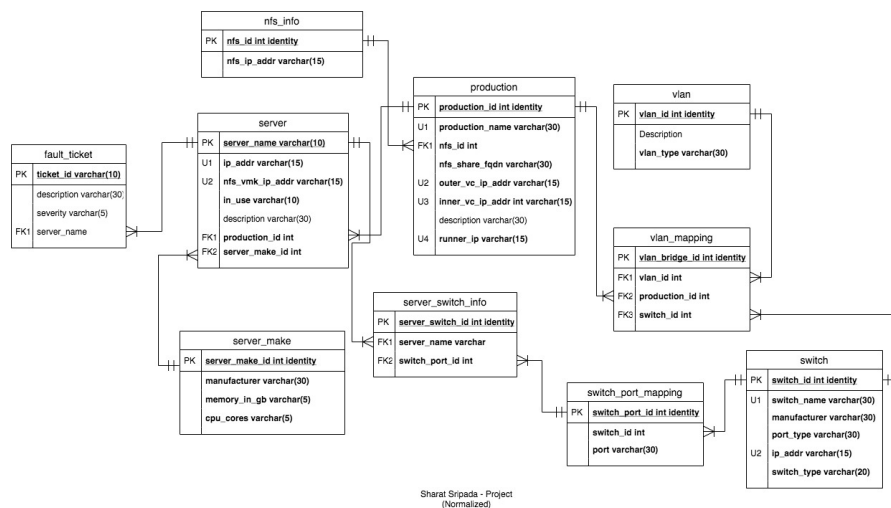 nfs_info
PK nfs_id int identity
nfs_ip_addr varchar(15)
production
PK production_id int identity
U1 production_name varchar(30)
FK1 nfs_id int
nfs_share_fqdn varchar(30)
U2 outer_vc_ip_addr varchar(15)
U3 inner_vc_ip_addr int varchar(15)
description varchar(30)
U4 runner_ip varchar(15)
vlan
PK vlan_id int identity
Description
vlan_type varchar(30)
server
PK server_name varchar(10)
U1 ip_addr varchar(15)
U2 nfs_vmk_ip_addr varchar(15)
in_use varchar(10)
description varchar(30)
FK1 production_id int
FK2 server_make_id int
fault_ticket
PK ticket_id varchar(10)
description varchar(30)
severity varchar(5)
FK1 server_name
vlan_mapping
PK vlan_bridge_id int identity
FK1 vlan_id int
FK2 production_id int
FK3 switch_id int
server_switch_info
PK server_switch_id int identity
FK1 server_name varchar
FK2 switch_port_id int
server_make
PK server_make_id int identity
manufacturer varchar(30)
memory_in_gb varchar(5)
cpu_cores varchar(5)
switch_port_mapping
PK switch_port_id int identity
switch_id int
port varchar(30)
switch
PK switch_id int identity
U1 switch_name varchar(30)
manufacturer varchar(30)
port_type varchar(30)
U2 ip_addr varchar(15)
switch_type varchar(20)
Sharat Sripada - Project
(Normalized)